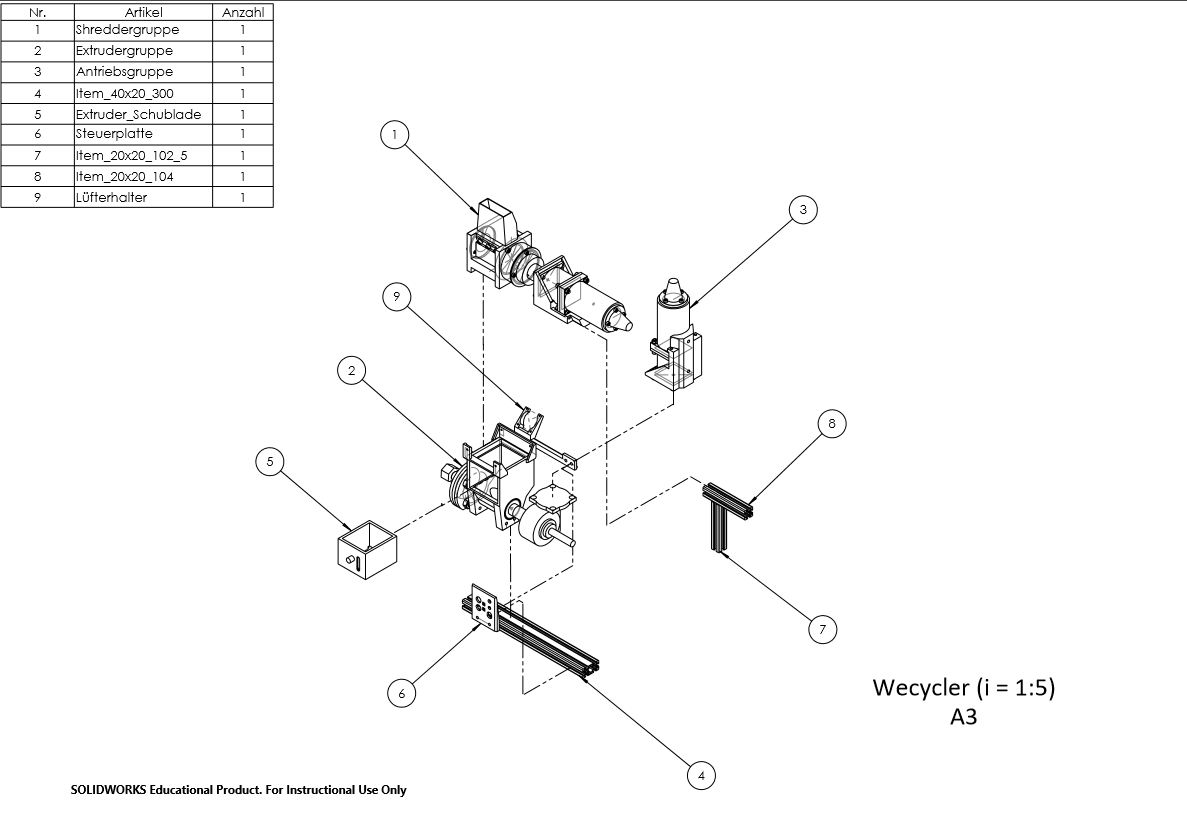 Nr. Artikel Anzahl
1 Shreddergruppe 1
2 Extrudergruppe 1
3 Antriebsgruppe 1
4 Item_40x20_300 1
5 Extruder_Schublade 1
6 Steuerplatte 1
7 Item_20x20_102_5 1
8 Item_20x20_104 1
9 Lüfterhalter 1
1
3
9
2
8
5
7
6
4
Wecycler (i = 1:5)
A3
SOLIDWORKS Educational Product. For Instructional Use Only